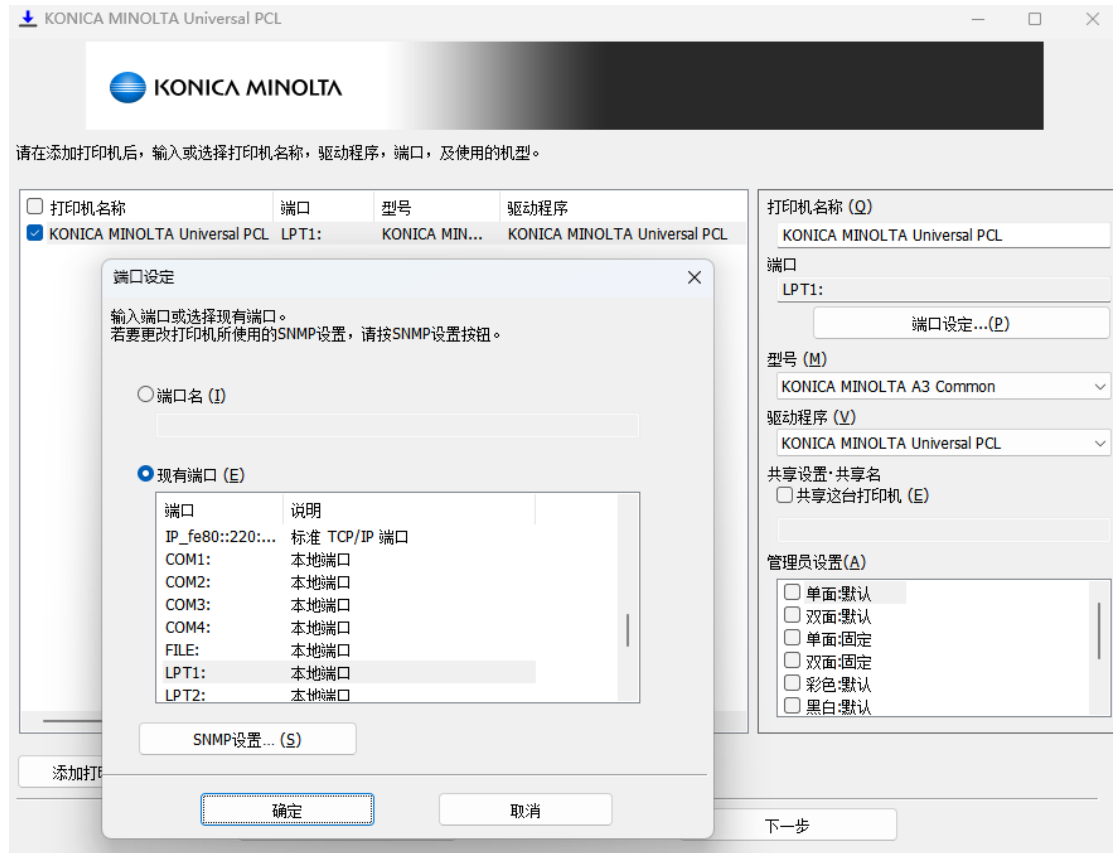 KONICA MINOLTA Universal PCL
KONICA MINOLTA
请在添加打印机后，输入或选择打印机名称，驱动程序，端口，及使用的机型。
打印机名称 端口 型号 驱动程序
KONICA MINOLTA Universal PCL LPT1: KONICA MIN... KONICA MINOLTA Universal PCL
端口设定
输入端口或选择现有端口。
若要更改打印机所使用的SNMP设置，请按SNMP设置按钮。
端口名 (I)
现有端口 (E)
端口 说明
IP_fe80::220:... 标准 TCP/IP 端口
COM1: 本地端口
COM2: 本地端口
COM3: 本地端口
COM4: 本地端口
FILE: 本地端口
LPT1: 本地端口
LPT2: 本地端口
SNMP设置... (S)
确定 取消
添加打
打印机名称 (Q)
KONICA MINOLTA Universal PCL
端口
LPT1:
端口设定...(P)
型号 (M)
KONICA MINOLTA A3 Common
驱动程序 (V)
KONICA MINOLTA Universal PCL
共享设置·共享名
共享这台打印机 (E)
管理员设置(A)
单面:默认
双面:默认
单面:固定
双面:固定
彩色:默认
黑白:默认
下一步